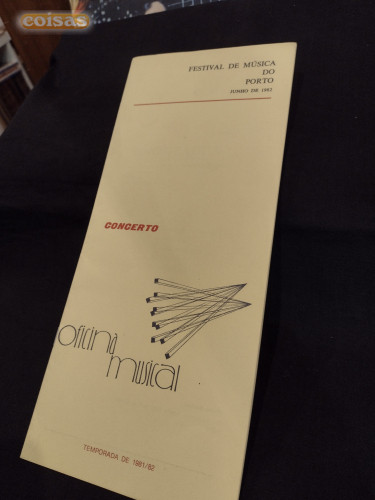 coisas
FESTIVAL DE MÚSICA
DO
PORTO
JUNHO DE 1982
CONCERTO
oficina
musical
TEMPORADA DE 1981/82